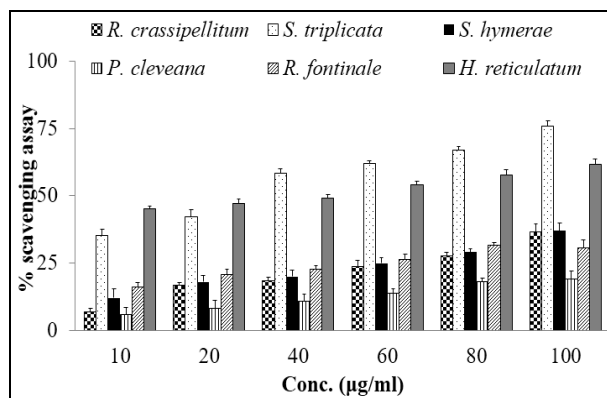 R. crassipellitum S. triplicata S. hymerae
P. cleveana R. fontinale H. reticulatum
100
75
50
25
0
% scavenging assay
10 20 40 60 80 100
Conc. (µg/ml)